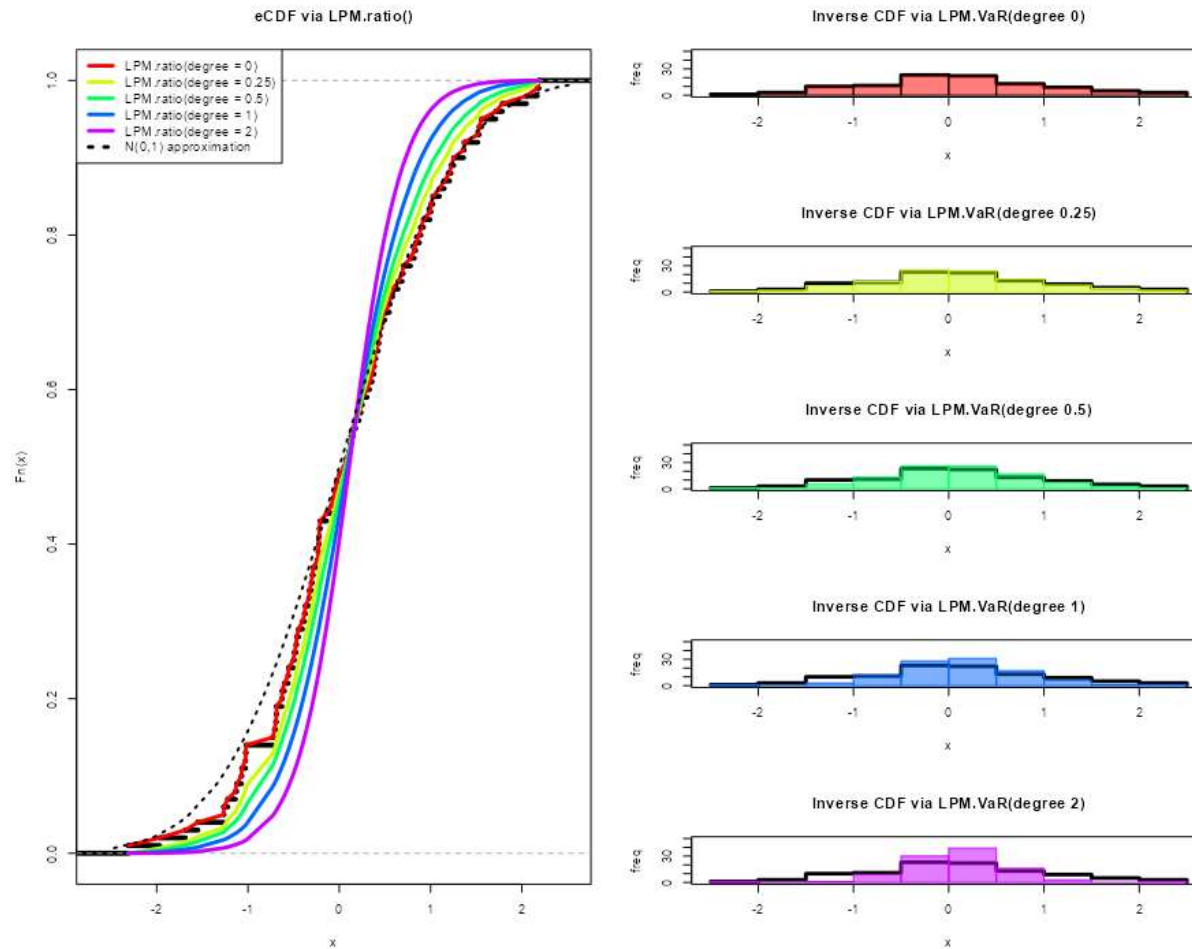 eCDF via LPM.ratio()
LPM.ratio(degree = 0)
LPM.ratio(degree = 0.25)
LPM.ratio(degree = 0.5)
LPM.ratio(degree = 1)
LPM.ratio(degree = 2)
N(0,1) approximation
Fn(x)
1.0
0.8
0.6
0.4
0.2
0.0
-2 -1 0 1 2
x
Inverse CDF via LPM.VaR(degree 0)
freq
30
0
-2 -1 0 1 2
x
Inverse CDF via LPM.VaR(degree 0.25)
freq
30
0
-2 -1 0 1 2
x
Inverse CDF via LPM.VaR(degree 0.5)
freq
30
0
-2 -1 0 1 2
x
Inverse CDF via LPM.VaR(degree 1)
freq
30
0
-2 -1 0 1 2
x
Inverse CDF via LPM.VaR(degree 2)
freq
30
0
-2 -1 0 1 2
x